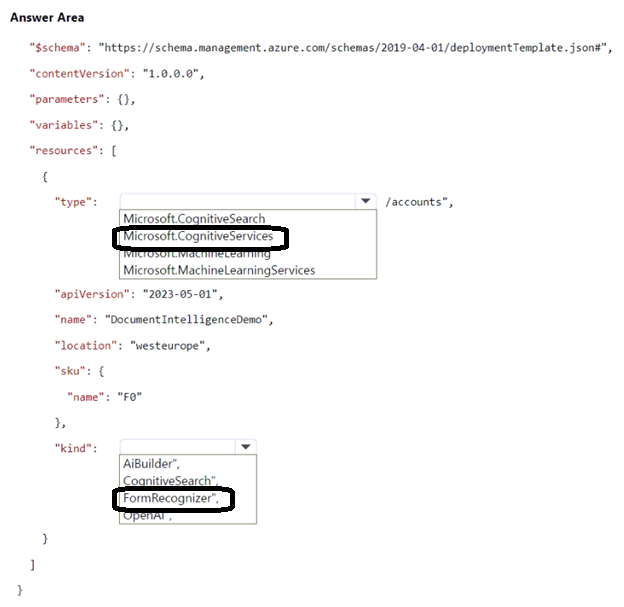 Answer Area
"$schema": "https://schema.management.azure.com/schemas/2019-04-01/deploymentTemplate.json#",
"contentVersion": "1.0.0.0",
"parameters": {},
"variables": {},
"resources": [
{
"type": /accounts",
Microsoft.CognitiveSearch
Microsoft.CognitiveServices
Microsoft.MachineLearning
Microsoft.MachineLearningServices
"apiVersion": "2023-05-01",
"name": "DocumentIntelligenceDemo",
"location": "westeurope",
"sku": {
"name": "F0"
},
"kind":
AiBuilder",
CognitiveSearch",
FormRecognizer",
OpenAI",
}
]
}